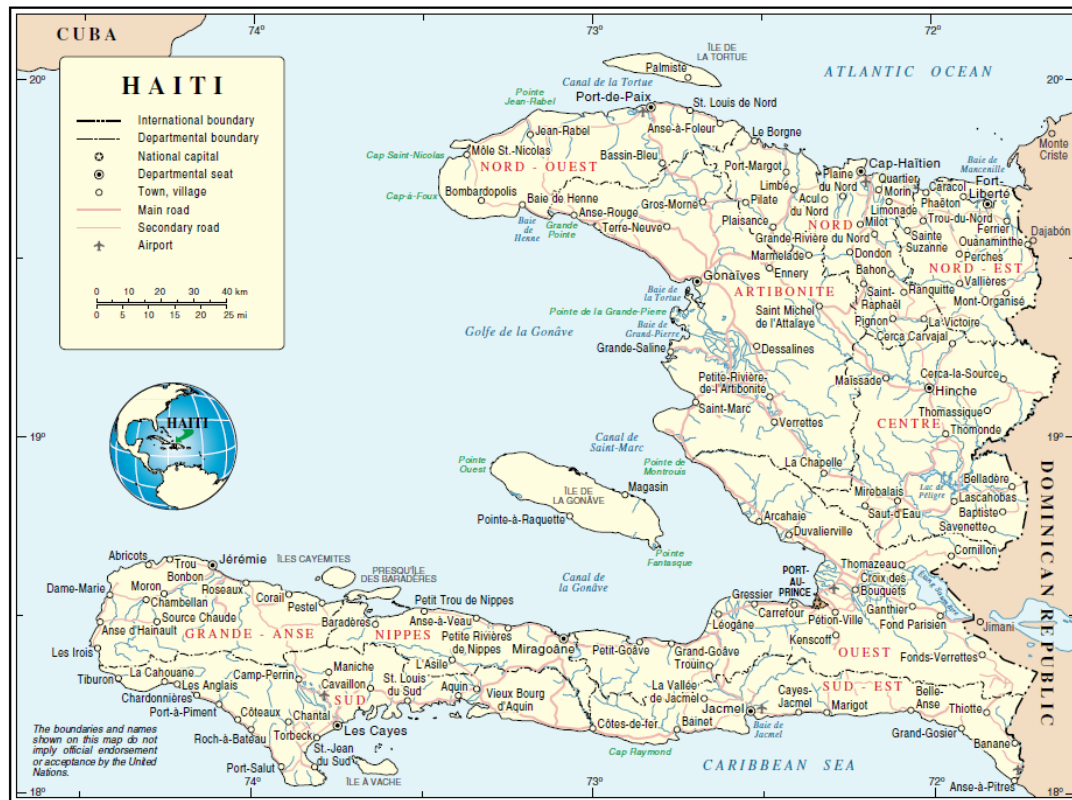 74°
73°
72°
CUBA
20°
20°
HAITI
International boundary
Departmental boundary
National capital
Departmental seat
Town, village
Main road
Secondary road
Airport
0 10 20 30 40 km
0 5 10 15 20 25 mi
ÎLE DE
LA TORTUE
Palmiste
ATLANTIC OCEAN
Canal de la Tortue
Port-de-Paix
Pointe
Jean-Rabel
St. Louis de Nord
Monte
Criste
Jean-Rabel
Anse-à-Foleur
Le Borgne
Cap Saint-Nicolas
Môle St.-Nicolas
NORD - OUEST
Bassin-Bleu
Port-Margot
Cap-Haïtien
Baie de
Mancenille
Plaine
du Nord
Quartier
Morin
Fort-
Liberté
Caracol
Cap-à-Foux
Bombardopolis
Baie de Henne
Limbé
Acul
du Nord
Limonade
Phaëton
Anse-Rouge
Gros-Morne
Pilate
NORD
Milot
Trou-du-Nord
Ferrier
Baie
de
Henne
Grande
Pointe
Terre-Neuve
Plaisance
Grande-Rivière du Nord
Sainte
Suzanne
Ouanaminthe
Dajabón
Marmelade
Dondon
Perches
NORD - EST
Ennery
Bahon
Vallières
Gonaïves
ARTIBONITE
Saint-
Raphaël
Ranquitte
Mont-Organisé
Baie de
la Tortue
Pointe de la Grande-Pierre
Saint Michel
de l'Attalaye
Pignon
La Victoire
Golfe de la Gonâve
Baie de
Grand-Pierre
Cerca Carvajal
Grande-Saline
Dessalines
Petite-Rivière-
de-l'Artibonite
Maïssade
Cerca-la-Source
Hinche
HAITI
Saint-Marc
Thomassique
Verrettes
CENTRE
Thomonde
19°
19°
Canal de
Saint-Marc
Pointe
Ouest
Pointe de
Montrouis
La Chapelle
Belladère
Magasin
ÎLE DE
LA GONÂVE
Mirebalais
Lac de
Péligre
Lascahobas
Pointe-à-Raquette
Saut-d'Eau
Baptiste
Arcahaie
Savenette
Duvalierville
DOMINICAN REPUBLIC
Pointe
Fantasque
Cornillon
Abricots
Jérémie
ÎLES CAYÉMITES
Trou
Bonbon
PRESQU'ÎLE
DES BARADÈRES
Canal de
la Gonâve
PORT-
AU-
PRINCE
Thomazeau
Dame-Marie
Moron
Roseaux
Corail
Croix des
Bouquets
Chambellan
Pestel
Petit Trou de Nippes
Gressier
Ganthier
Source Chaude
Baradères
Anse-à-Veau
Carrefour
Pétion-Ville
Fond Parisien
Jimani
Anse d'Hainault
GRANDE - ANSE
NIPPES
Petite Rivières
de Nippes
Léogâne
Kenscoff
Les Irois
Miragoâne
Petit-Goâve
Grand-Goâve
OUEST
Maniche
L'Asile
Trouin
Fonds-Verrettes
Tiburon
La Cahouane
Camp-Perrin
Cavaillon
St. Louis
du Sud
La Vallée
de Jacmel
SUD - EST
Les Anglais
Aquin
Cayes-
Jacmel
Belle-
Anse
Chardonnières
SUD
Vieux Bourg
d'Aquin
Jacmel
Marigot
Thiotte
Port-à-Piment
Côteaux
Chantal
Côtes-de-fer
Bainet
Baie de
Jacmel
Roch-à-Bateau
Torbeck
Les Cayes
Grand-Gosier
The boundaries and names
shown on this map do not
imply official endorsement
or acceptance by the United
Nations.
St.-Jean
du Sud
Cap Raymond
Banane
Port-Salut
ÎLE À VACHE
CARIBBEAN SEA
Anse-à-Pitres
74°
73°
72°
18°
18°